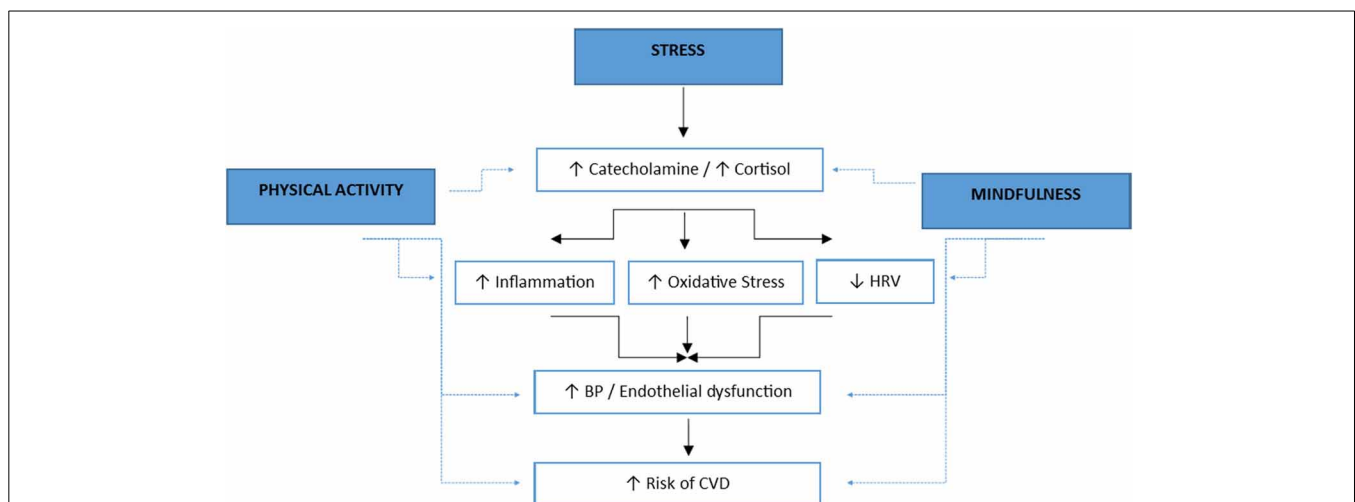 STRESS
↑ Catecholamine / ↑ Cortisol
PHYSICAL ACTIVITY
MINDFULNESS
↑ Inflammation
↑ Oxidative Stress
↓ HRV
↑ BP / Endothelial dysfunction
↑ Risk of CVD